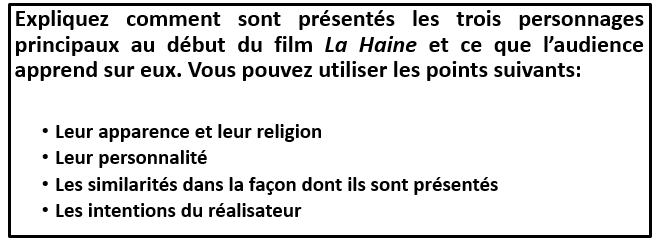 Expliquez comment sont présentés les trois personnages
principaux au début du film La Haine et ce que l’audience
apprend sur eux. Vous pouvez utiliser les points suivants:
• Leur apparence et leur religion
• Leur personnalité
• Les similarités dans la façon dont ils sont présentés
• Les intentions du réalisateur